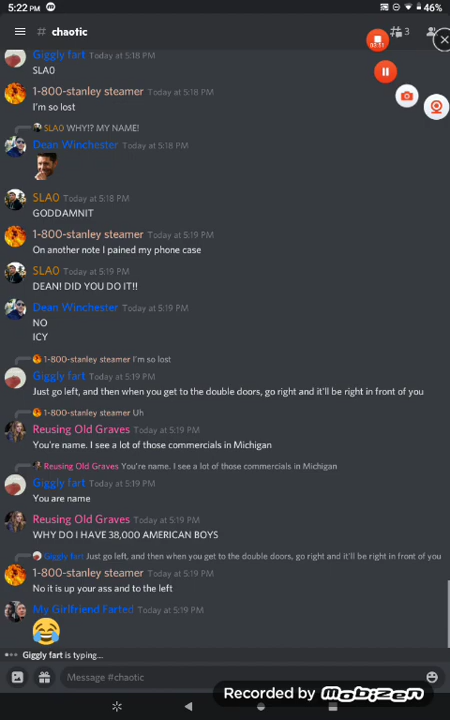 5:22 PM
46%
# chaotic
3
Giggly fart Today at 5:18 PM
SLA0
1-800-stanley steamer Today at 5:18 PM
I'm so lost
SLA0 WHY!? MY NAME!
Dean Winchester Today at 5:18 PM
SLA0 Today at 5:18 PM
GODDAMNIT
1-800-stanley steamer Today at 5:19 PM
On another note I pained my phone case
SLA0 Today at 5:19 PM
DEAN! DID YOU DO IT!!
Dean Winchester Today at 5:19 PM
NO
ICY
1-800-stanley steamer I'm so lost
Giggly fart Today at 5:19 PM
Just go left, and then when you get to the double doors, go right and it'll be right in front of you
1-800-stanley steamer Uh
Reusing Old Graves Today at 5:19 PM
You're name. I see a lot of those commercials in Michigan
Reusing Old Graves You're name. I see a lot of those commercials in Michigan
Giggly fart Today at 5:19 PM
You are name
Reusing Old Graves Today at 5:19 PM
WHY DO I HAVE 38,000 AMERICAN BOYS
Giggly fart Just go left, and then when you get to the double doors, go right and it'll be right in front of you
1-800-stanley steamer Today at 5:19 PM
No it is up your ass and to the left
My Girlfriend Farted Today at 5:19 PM
Giggly fart is typing...
Message #chaotic
Recorded by Mobizen